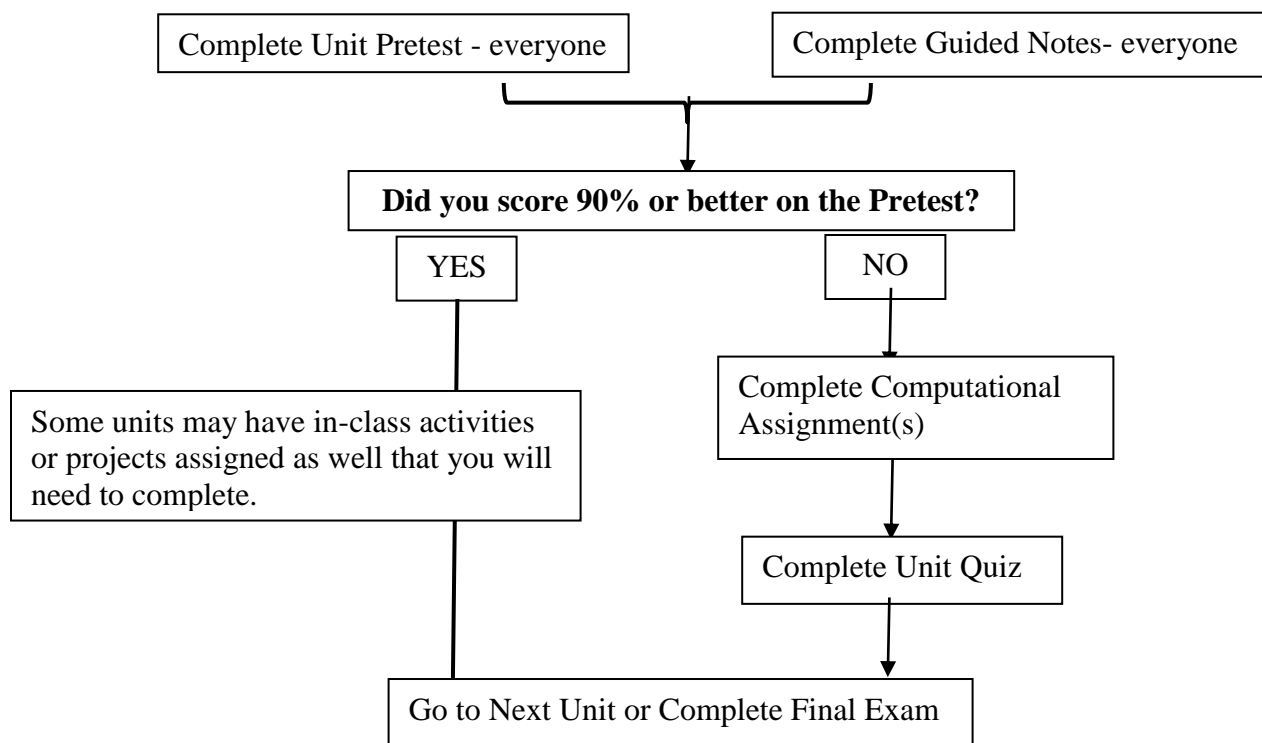 Complete Unit Pretest - everyone
Complete Guided Notes- everyone
Did you score 90% or better on the Pretest?
YES
NO
Some units may have in-class activities
or projects assigned as well that you will
need to complete.
Complete Computational
Assignment(s)
Complete Unit Quiz
Go to Next Unit or Complete Final Exam